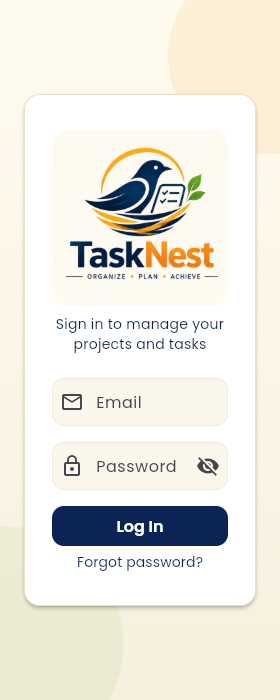 TaskNest
ORGANIZE • PLAN • ACHIEVE
Sign in to manage your
projects and tasks
Email
Password
Log In
Forgot password?